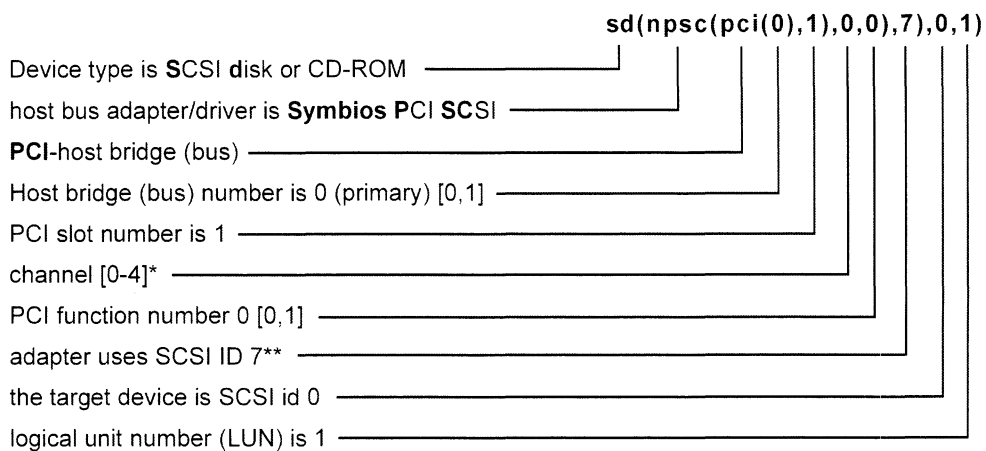 sd(npsc(pci(0),1),0,0),7),0,1)
Device type is SCSI disk or CD-ROM
host bus adapter/driver is Symbios PCI SCSI
PCI-host bridge (bus)
Host bridge (bus) number is 0 (primary) [0,1]
PCI slot number is 1
channel [0-4]*
PCI function number 0 [0,1]
adapter uses SCSI ID 7**
the target device is SCSI id 0
logical unit number (LUN) is 1